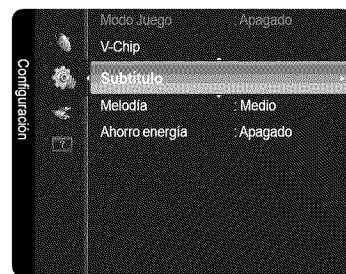 Modo Juego : Apagado
V-Chip
Subtítulo
Melodía : Medio
Ahorro energía : Apagado
Configuración